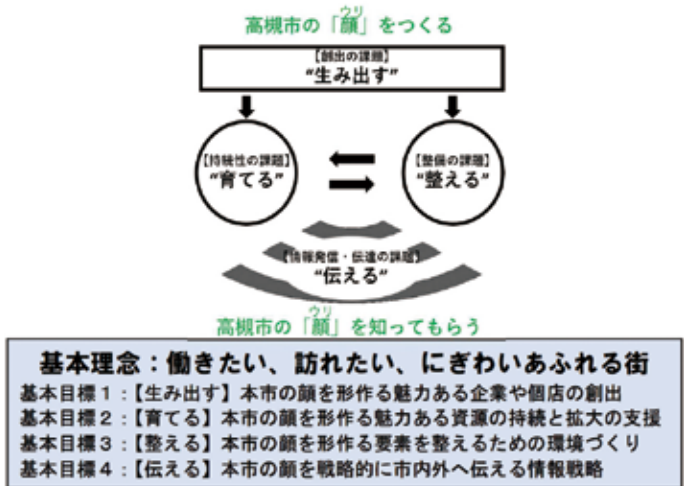 高槻市の「顔」をつくる
ウリ
【創出の課題】
“生み出す”
【持続性の課題】
“育てる”
【整備の課題】
“整える”
【情報発信・伝達の課題】
“伝える”
ウリ
高槻市の「顔」を知ってもらう
基本理念：働きたい、訪れたい、にぎわいあふれる街
基本目標１：【生み出す】本市の顔を形作る魅力ある企業や個店の創出
基本目標２：【育てる】本市の顔を形作る魅力ある資源の持続と拡大の支援
基本目標３：【整える】本市の顔を形作る要素を整えるための環境づくり
基本目標４：【伝える】本市の顔を戦略的に市内外へ伝える情報戦略